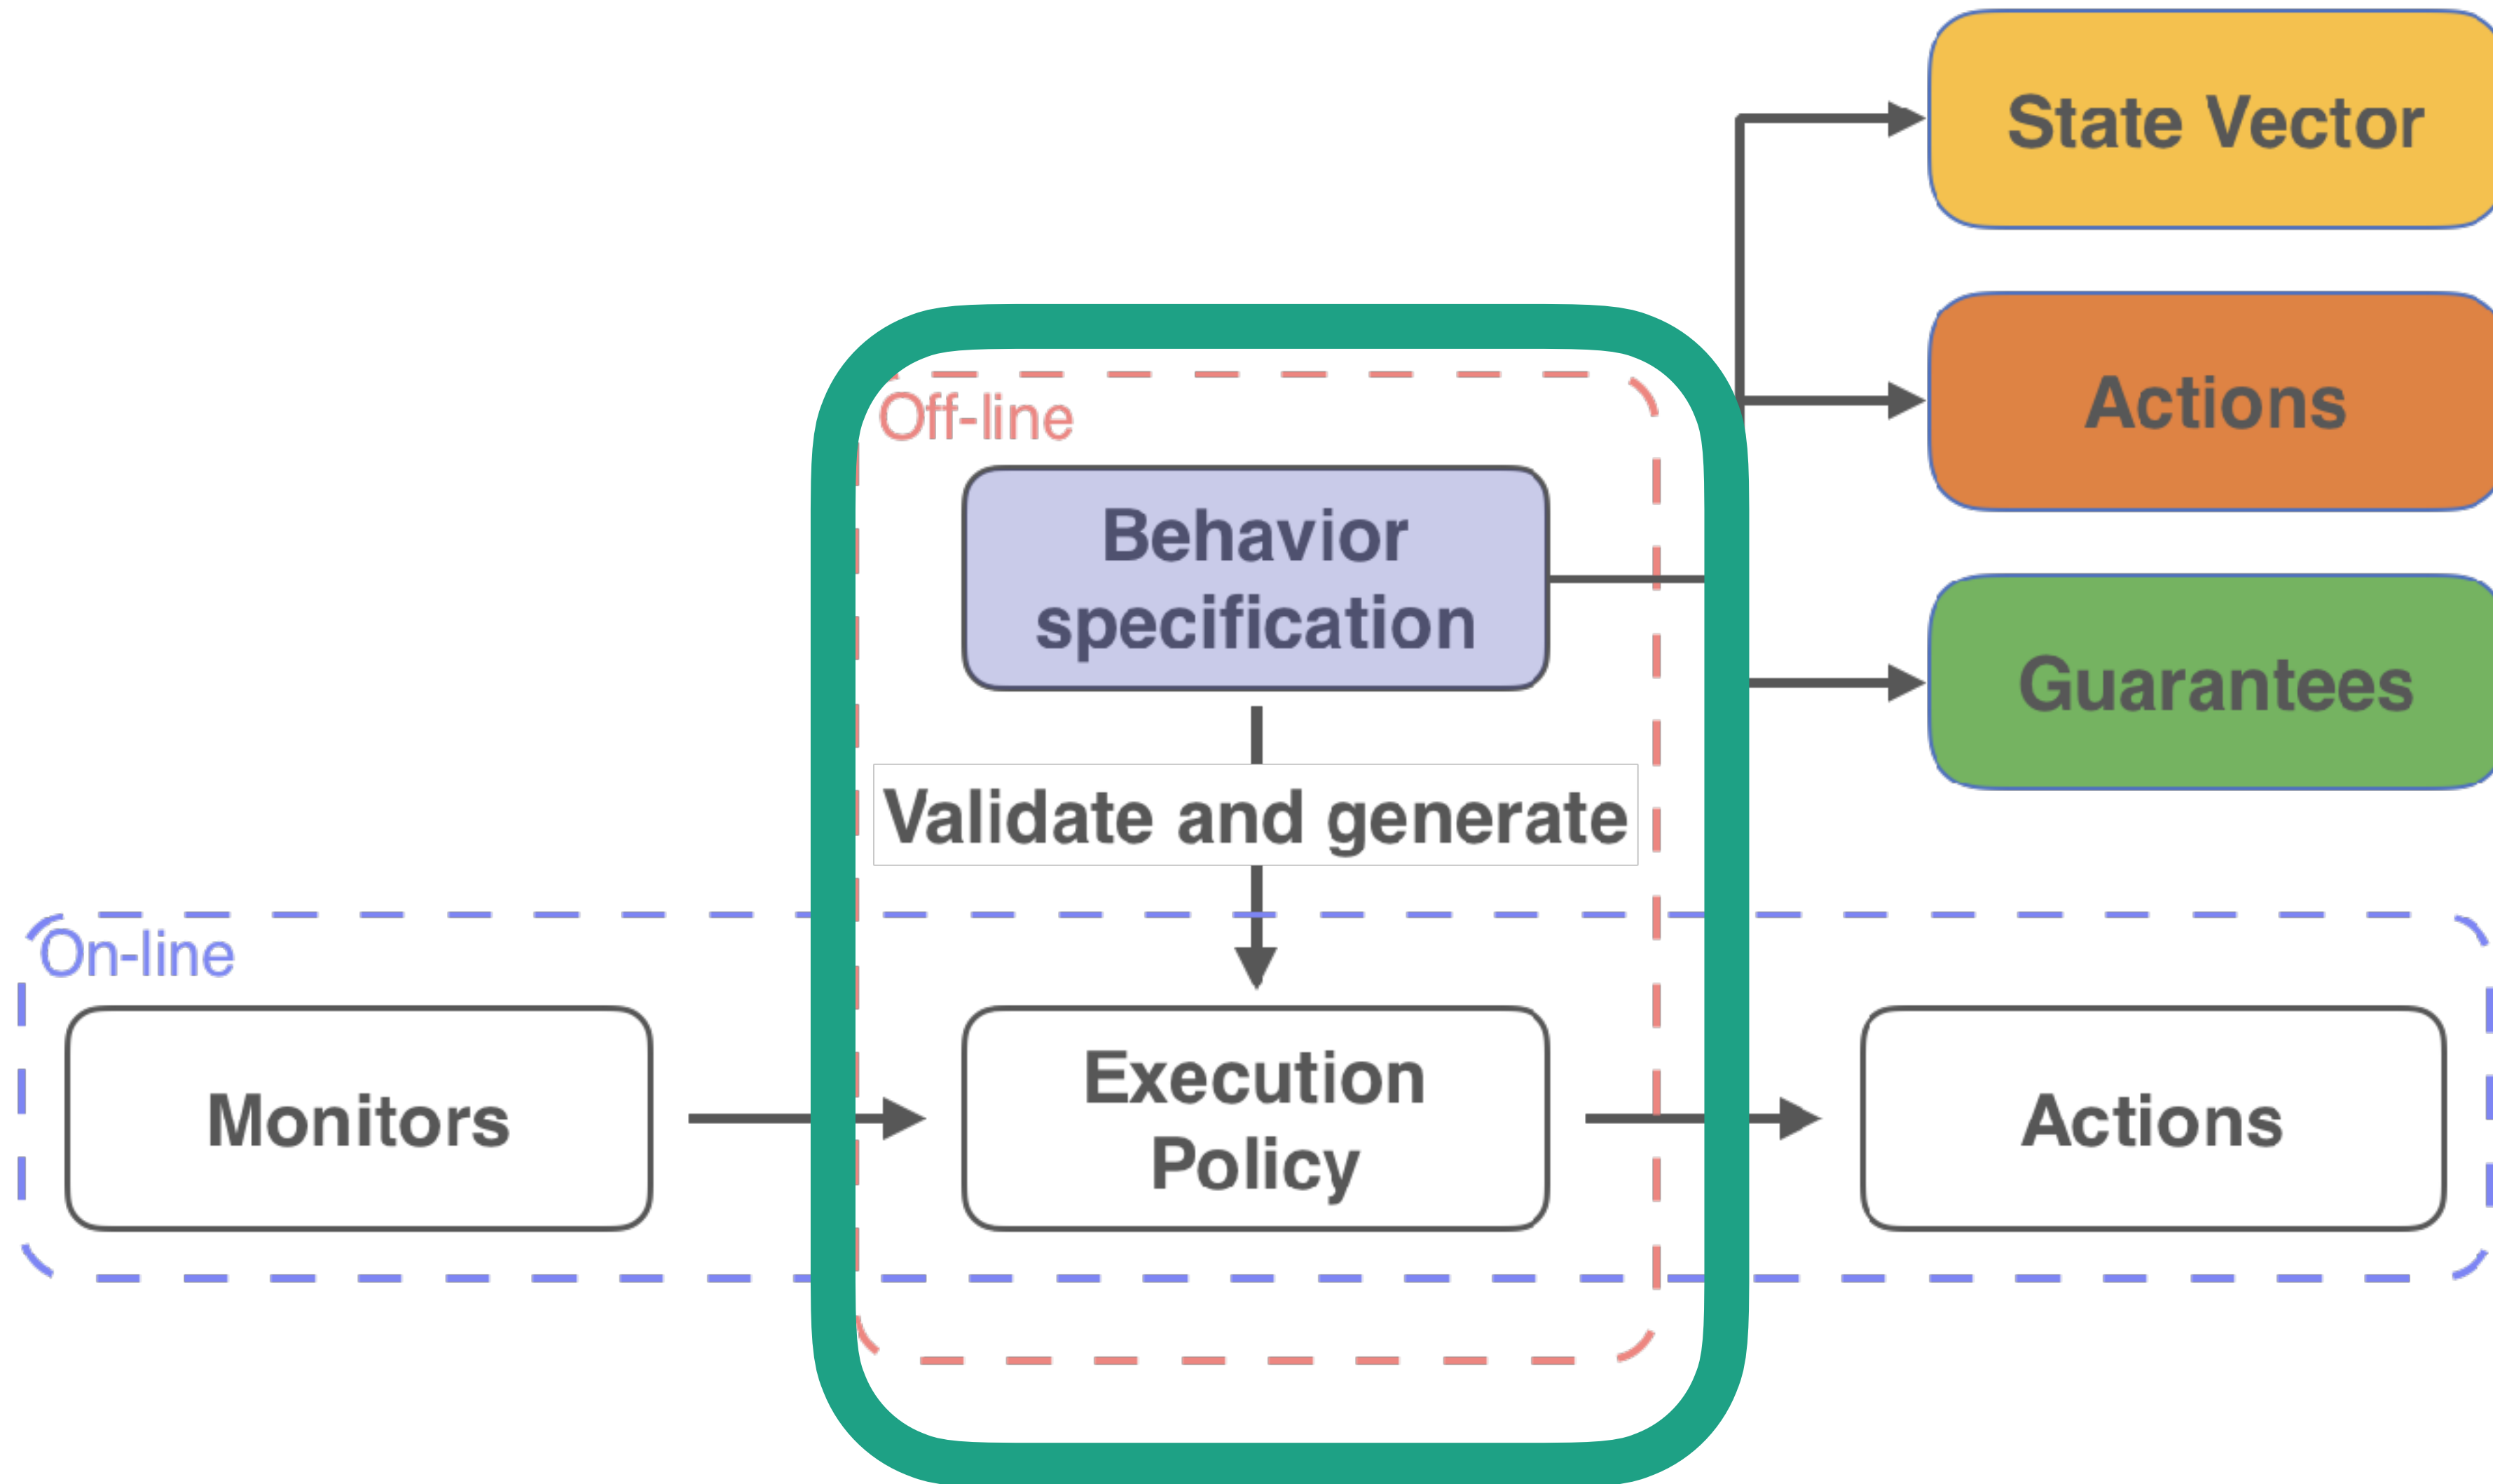 State Vector
Actions
Off-line
Behavior
specification
Guarantees
Validate and generate
On-line
Monitors
Execution
Policy
Actions